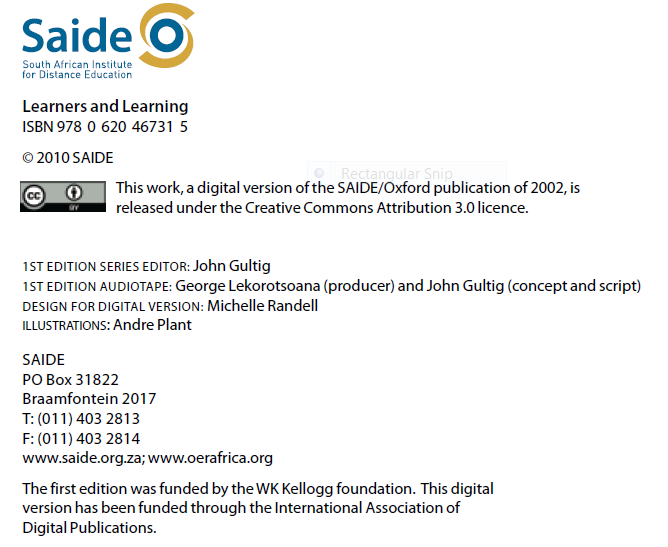 Saide
South African Institute
for Distance Education
Learners and Learning
ISBN 978 0 620 46731 5
© 2010 SAIDE
Rectangular Snip
cc BY
This work, a digital version of the SAIDE/Oxford publication of 2002, is
released under the Creative Commons Attribution 3.0 licence.
1ST EDITION SERIES EDITOR: John Gultig
1ST EDITION AUDIOTAPE: George Lekorotsoana (producer) and John Gultig (concept and script)
DESIGN FOR DIGITAL VERSION: Michelle Randell
ILLUSTRATIONS: Andre Plant
SAIDE
PO Box 31822
Braamfontein 2017
T: (011) 403 2813
F: (011) 403 2814
www.saide.org.za; www.oerafrica.org
The first edition was funded by the WK Kellogg foundation. This digital
version has been funded through the International Association of
Digital Publications.